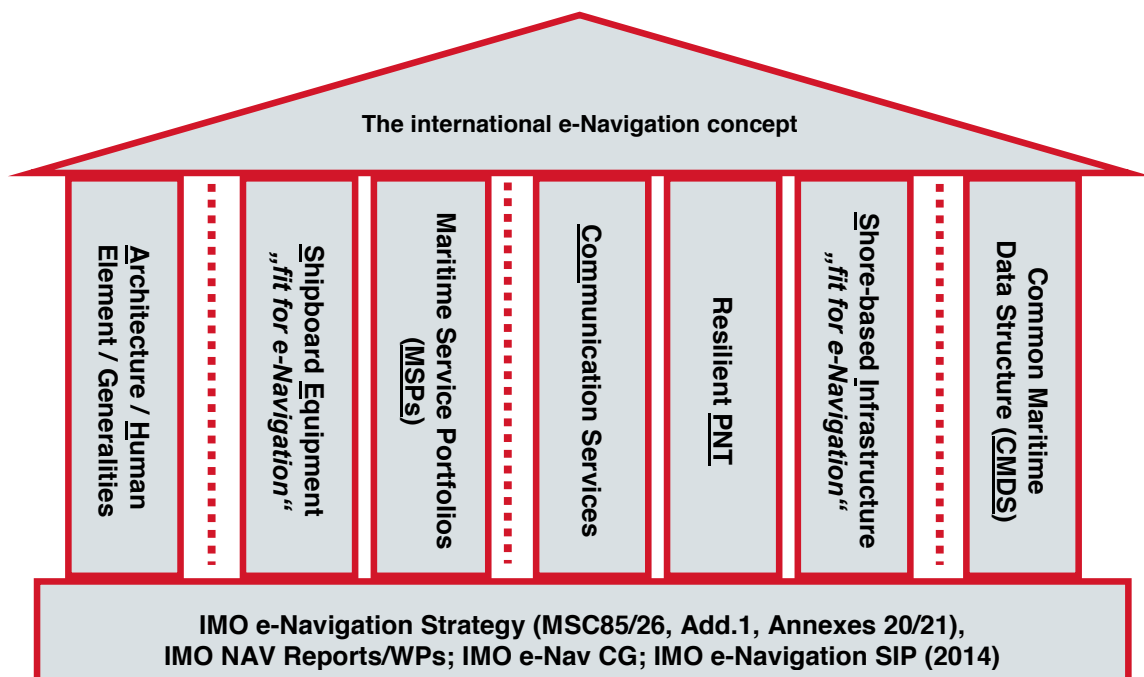 The international e-Navigation concept
Architecture / Human
Element / Generalities
Shipboard Equipment
„fit for e-Navigation“
Maritime Service Portfolios
(MSPs)
Communication Services
Resilient PNT
Shore-based Infrastructure
„fit for e-Navigation“
Common Maritime
Data Structure (CMDS)
IMO e-Navigation Strategy (MSC85/26, Add.1, Annexes 20/21),
IMO NAV Reports/WPs; IMO e-Nav CG; IMO e-Navigation SIP (2014)